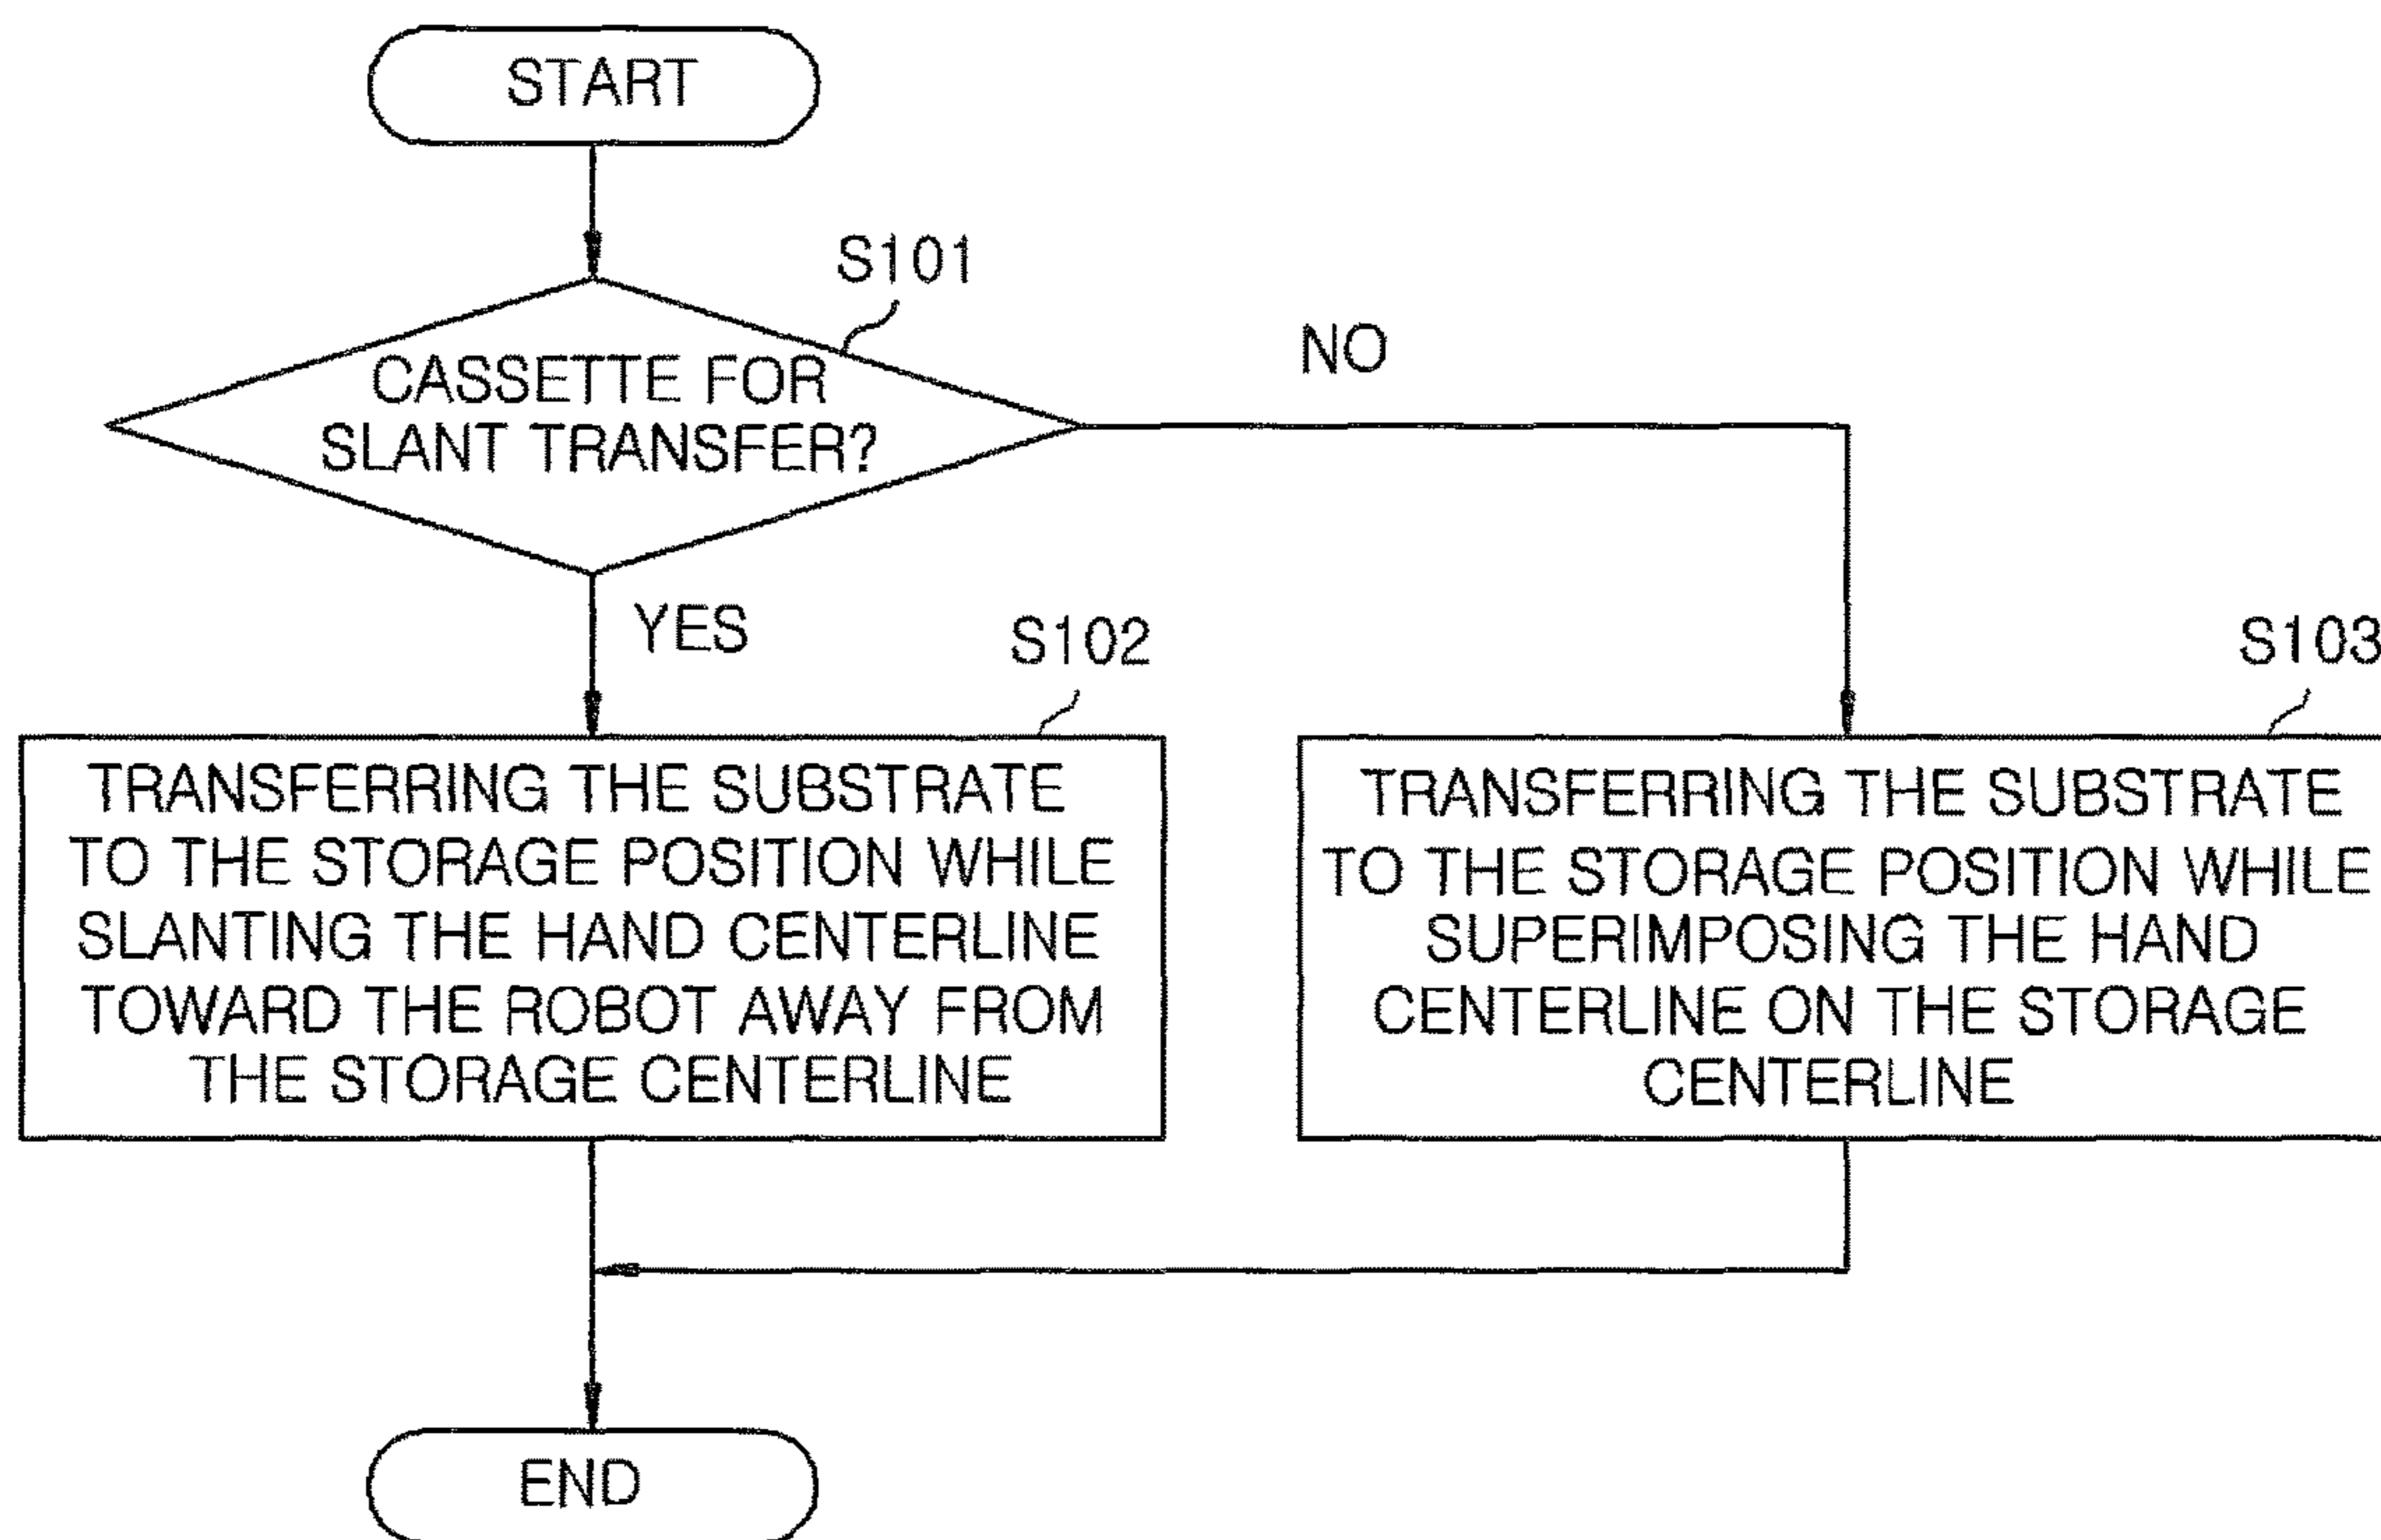 START
S101
CASSETTE FOR
SLANT TRANSFER?
NO
YES
S102
TRANSFERRING THE SUBSTRATE
TO THE STORAGE POSITION WHILE
SLANTING THE HAND CENTERLINE
TOWARD THE ROBOT AWAY FROM
THE STORAGE CENTERLINE
S103
TRANSFERRING THE SUBSTRATE
TO THE STORAGE POSITION WHILE
SUPERIMPOSING THE HAND
CENTERLINE ON THE STORAGE
CENTERLINE
END